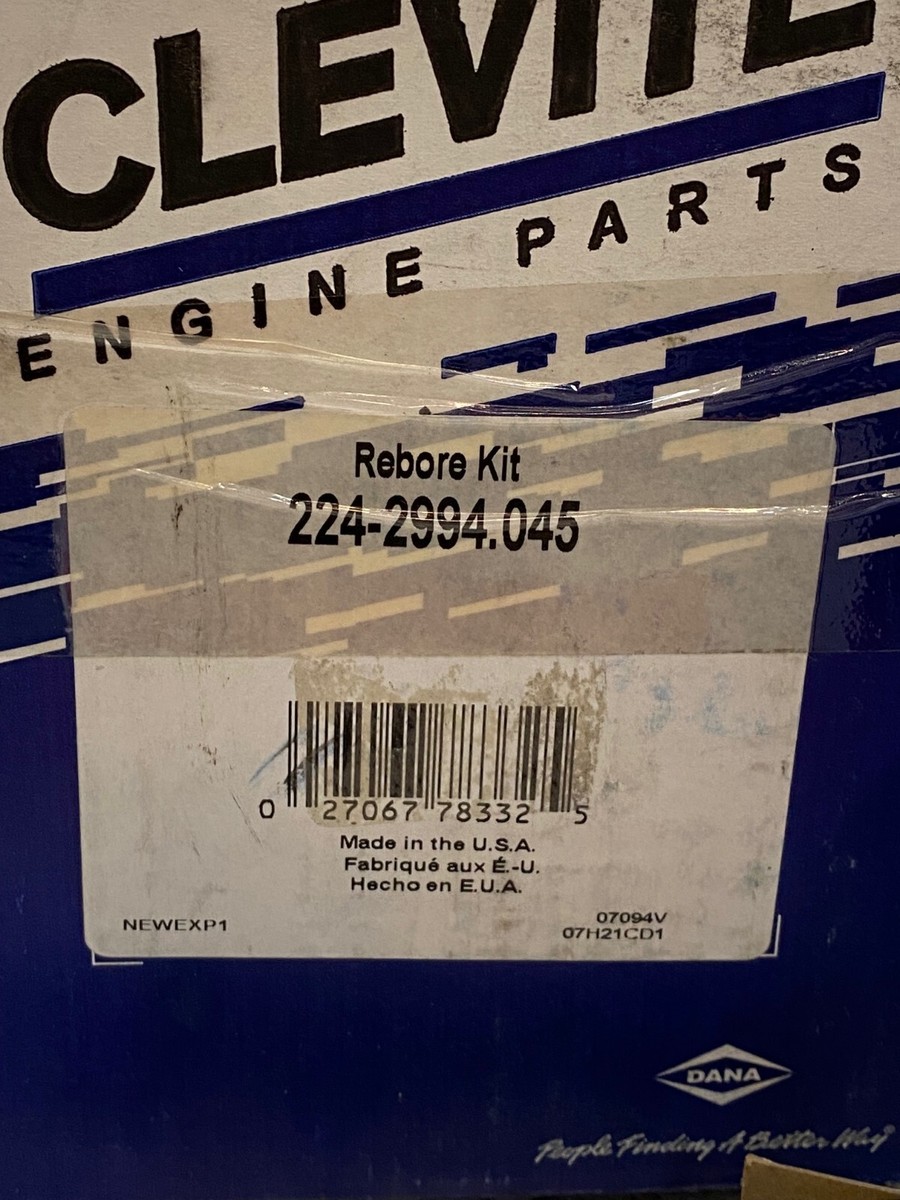 CLEVITE
ENGINE PARTS
Rebore Kit
224-2994.045
0 27067 78332 5
Made in the U.S.A.
Fabriqué aux É.-U.
Hecho en E.U.A.
NEWEXP1
07094V
07H21CD1
DANA
People Finding A Better Way